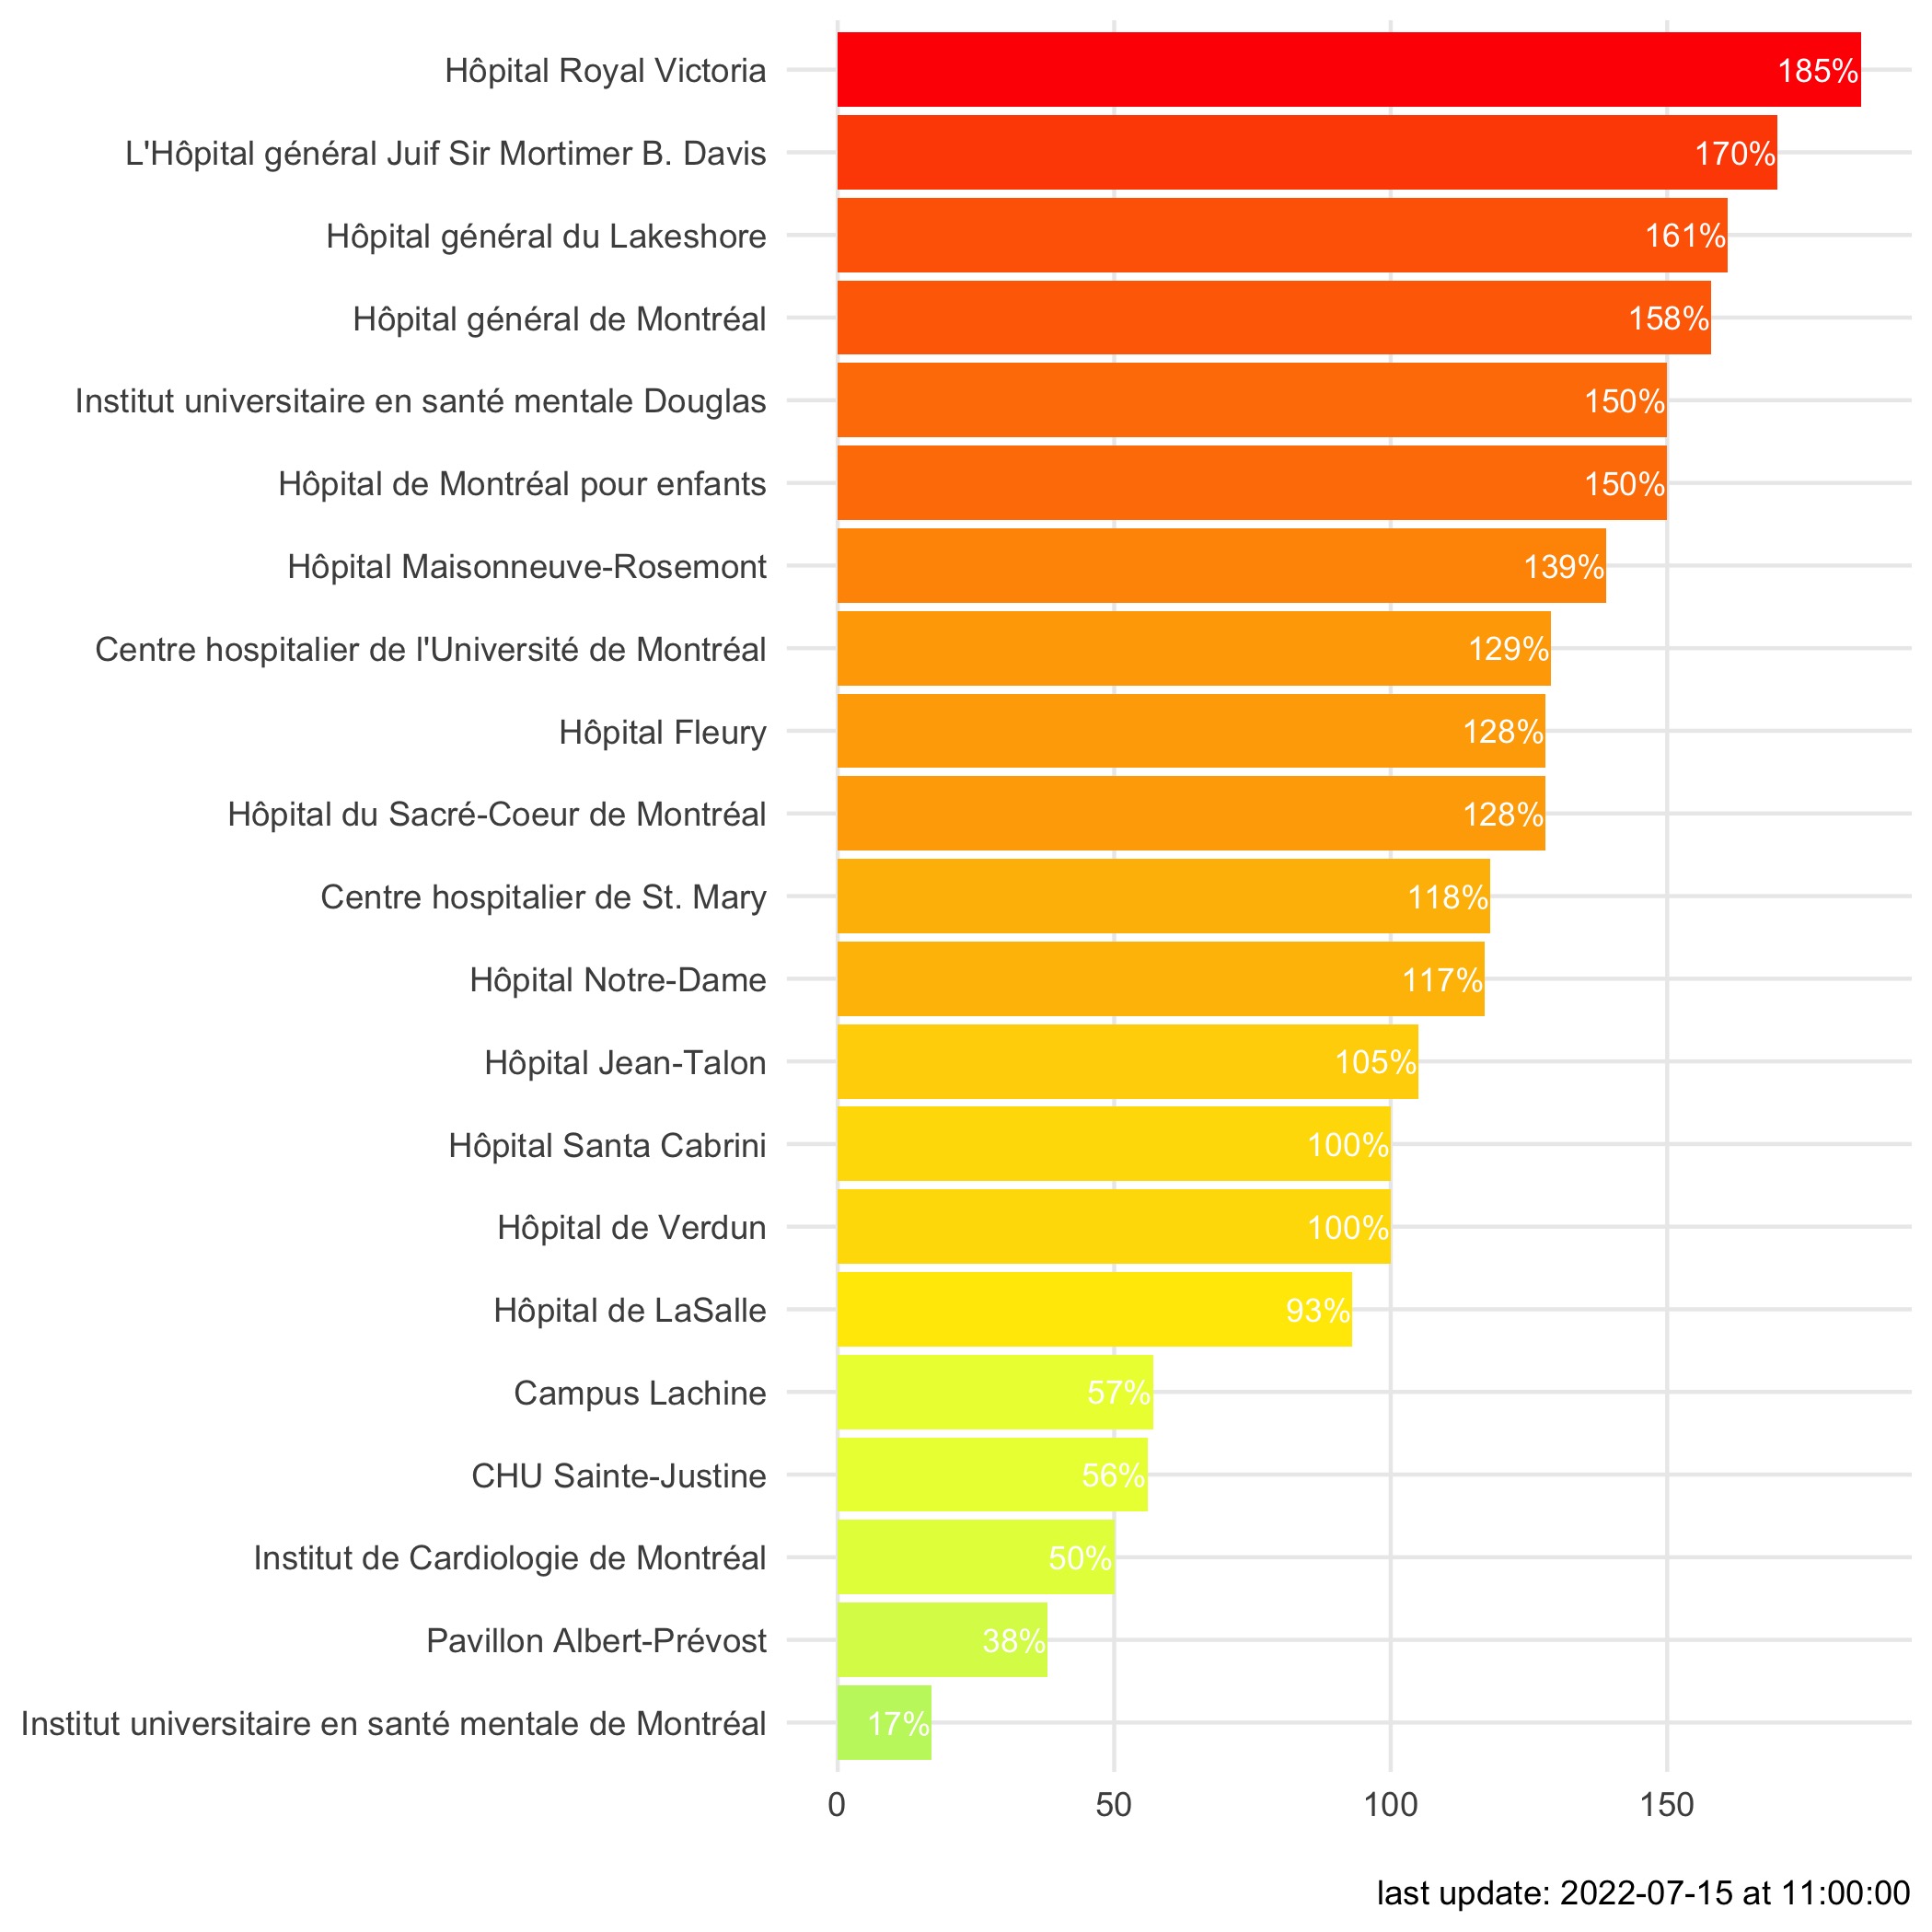 Hôpital Royal Victoria 185%
L'Hôpital général Juif Sir Mortimer B. Davis 170%
Hôpital général du Lakeshore 161%
Hôpital général de Montréal 158%
Institut universitaire en santé mentale Douglas 150%
Hôpital de Montréal pour enfants 150%
Hôpital Maisonneuve-Rosemont 139%
Centre hospitalier de l'Université de Montréal 129%
Hôpital Fleury 128%
Hôpital du Sacré-Coeur de Montréal 128%
Centre hospitalier de St. Mary 118%
Hôpital Notre-Dame 117%
Hôpital Jean-Talon 105%
Hôpital Santa Cabrini 100%
Hôpital de Verdun 100%
Hôpital de LaSalle 93%
Campus Lachine 57%
CHU Sainte-Justine 56%
Institut de Cardiologie de Montréal 50%
Pavillon Albert-Prévost 38%
Institut universitaire en santé mentale de Montréal 17%
0 50 100 150
last update: 2022-07-15 at 11:00:00